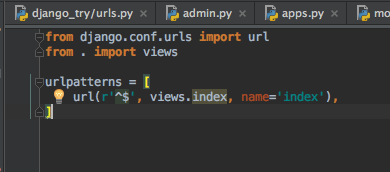 django_try/urls.py × admin.py × apps.py × mo
from django.conf.urls import url
from . import views
urlpatterns = [
url(r'^$', views.index, name='index'),
]